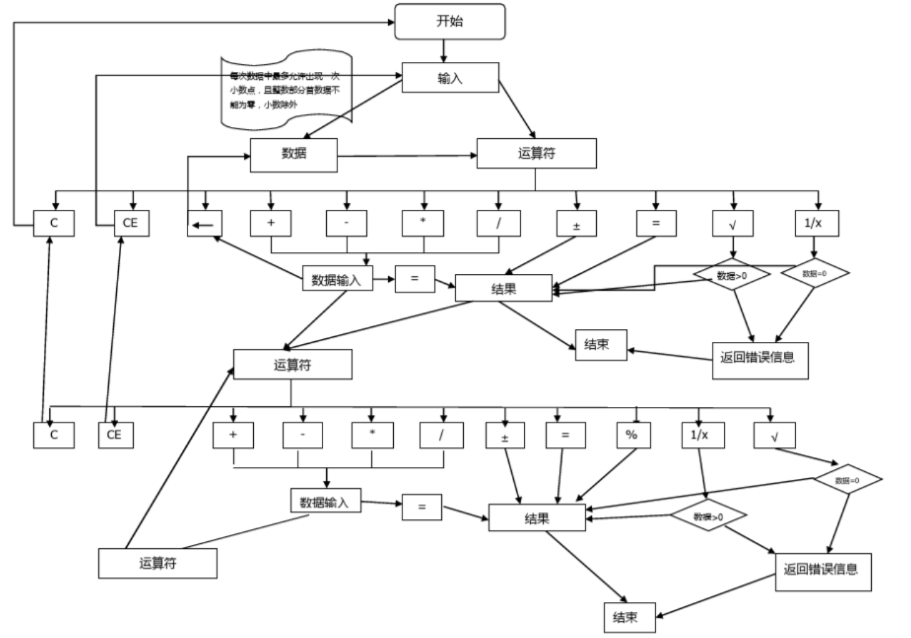 开始
输入
每次数据中最多允许出现一次
小数点，且整数部分首数据不
能为零，小数除外
数据
运算符
C
CE
←
+
-
*
/
±
=
√
1/x
数据输入
=
结果
数据>0
数据=0
结束
返回错误信息
运算符
C
CE
+
-
*
/
±
=
%
1/x
√
数据=0
数据输入
=
结果
数据>0
运算符
返回错误信息
结束